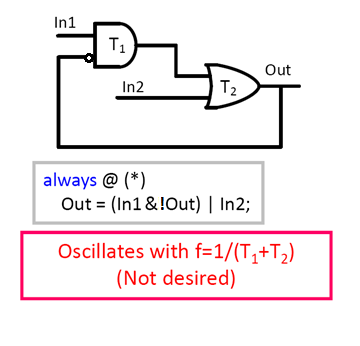 In1
T1
In2
T2
Out
always @ (*)
Out = (In1&!Out) | In2;
Oscillates with f=1/(T1+T2)
(Not desired)